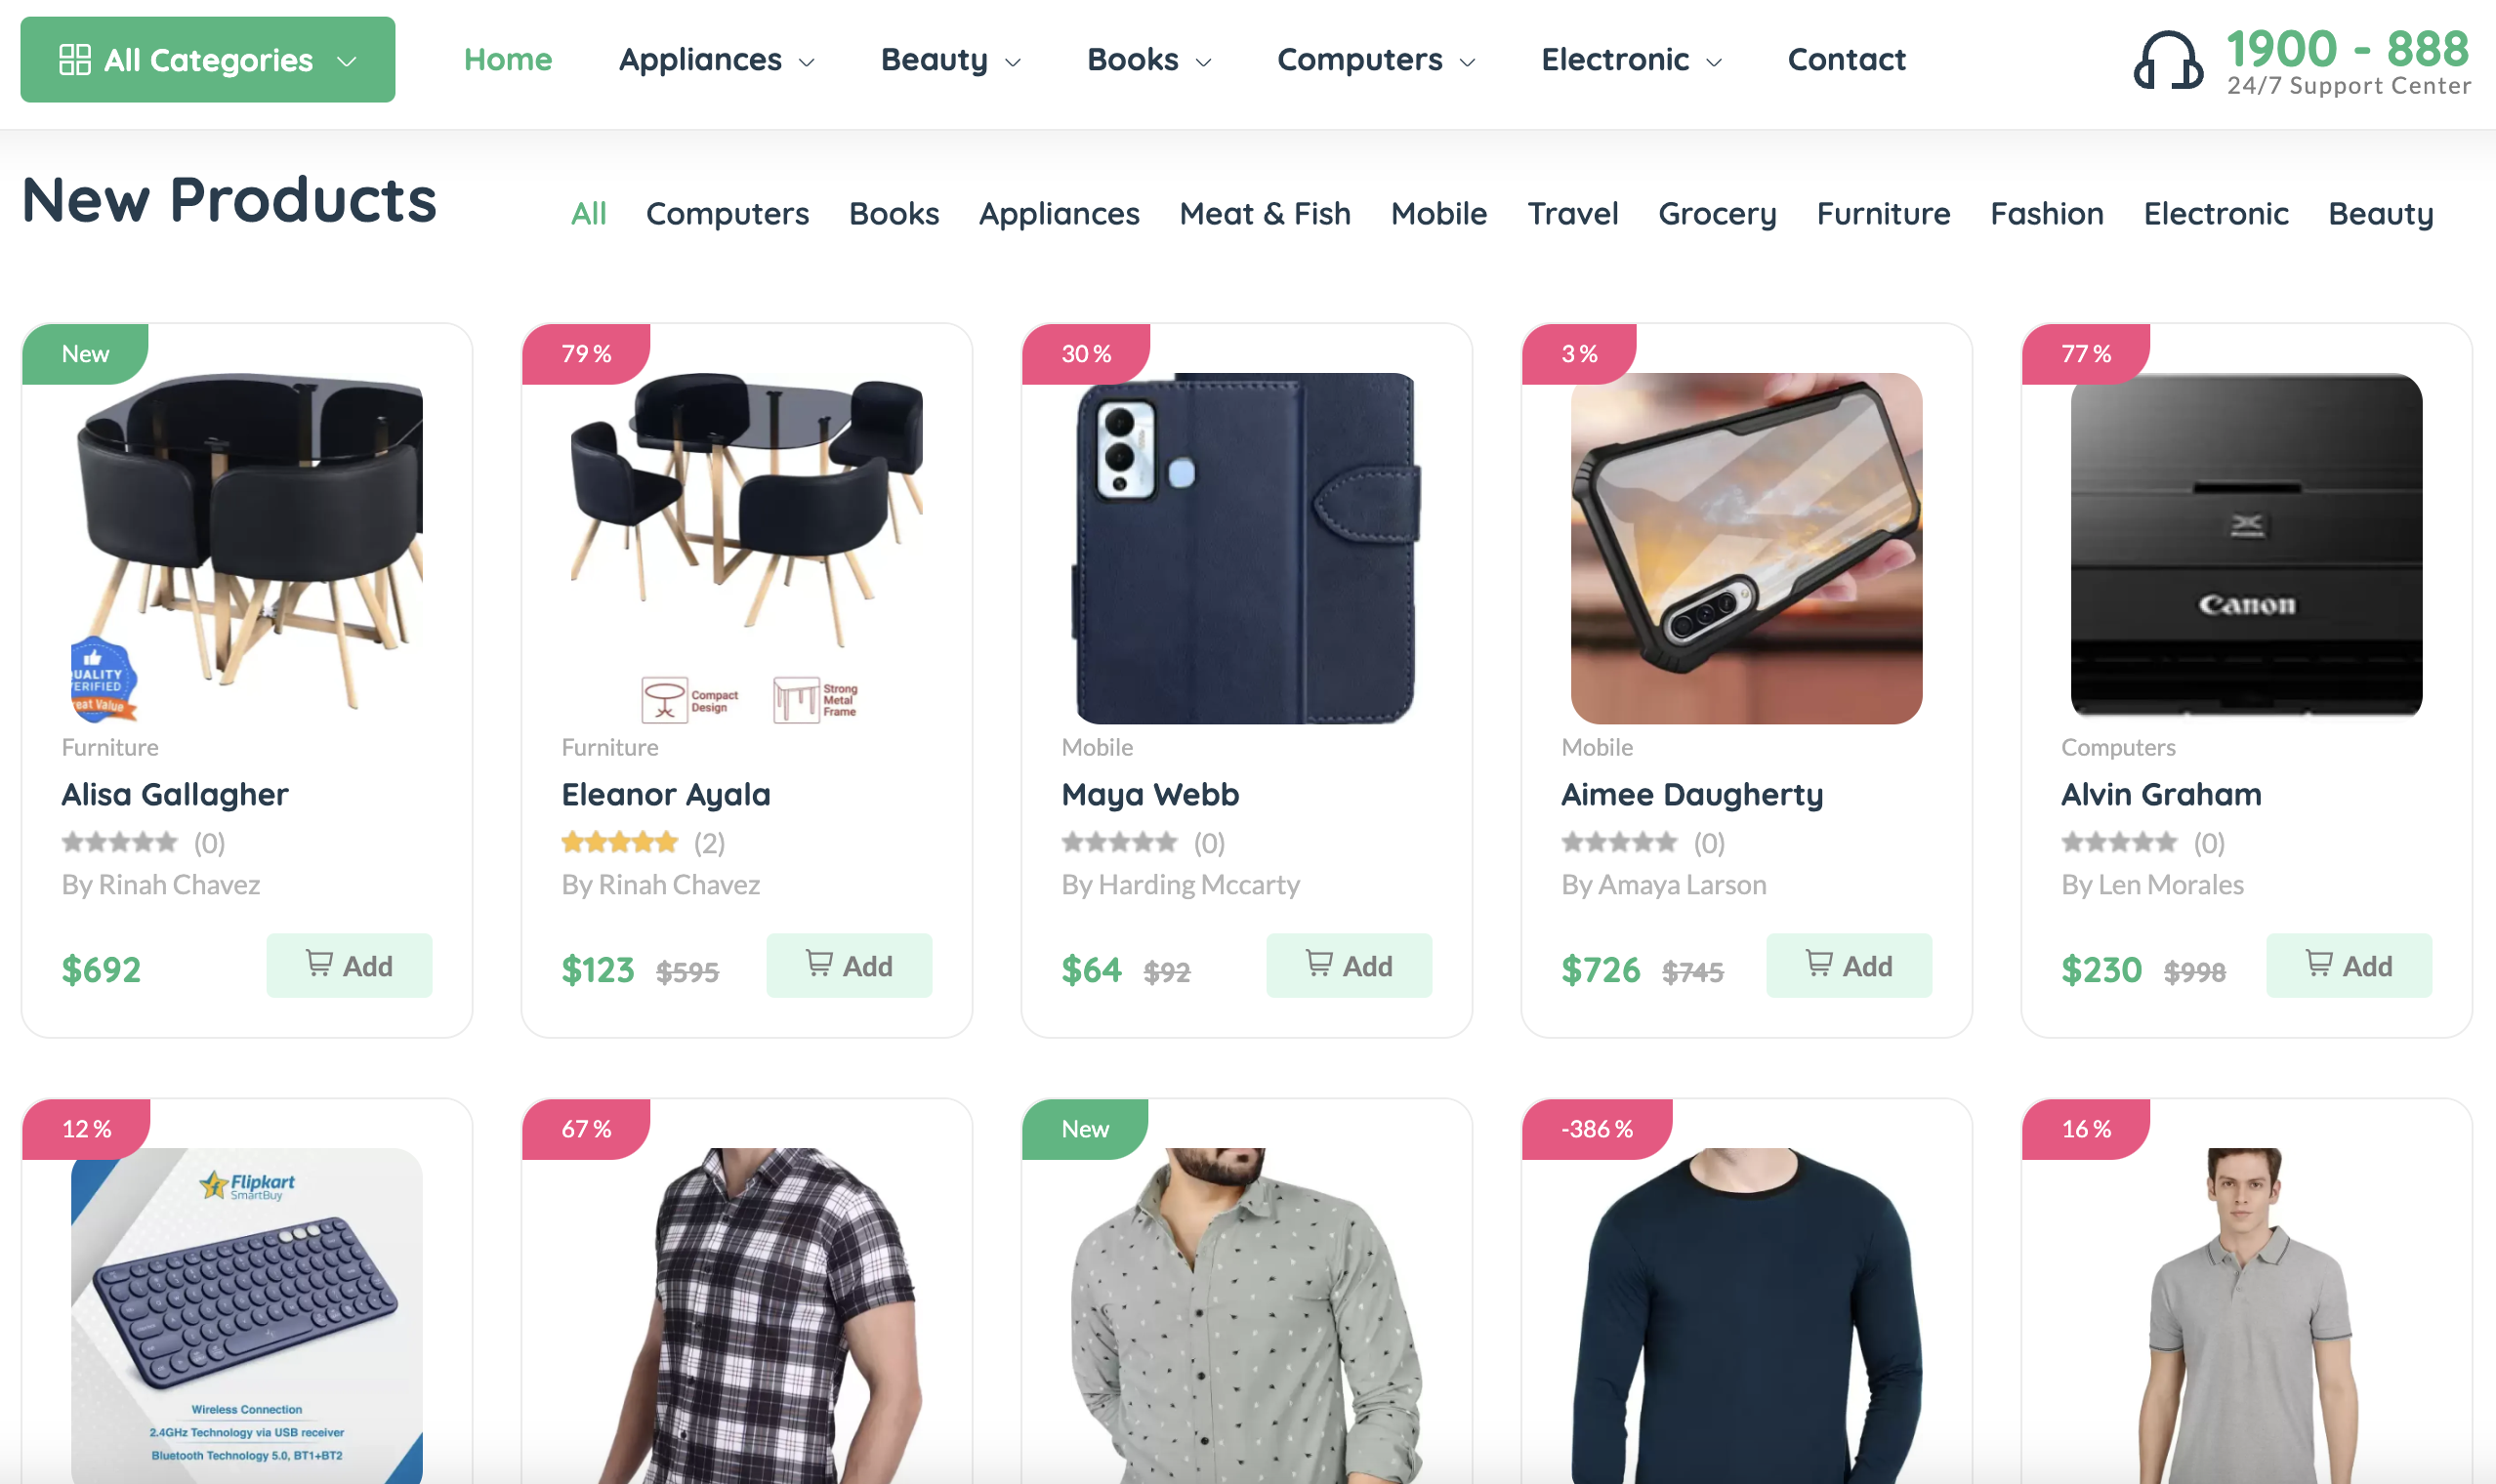 All Categories
Home
Appliances
Beauty
Books
Computers
Electronic
Contact
1900 - 888
24/7 Support Center
New Products
All
Computers
Books
Appliances
Meat & Fish
Mobile
Travel
Grocery
Furniture
Fashion
Electronic
Beauty
New
UALITY
ERIFIED
reat Value
Furniture
Alisa Gallagher
(0)
By Rinah Chavez
$692
Add
79 %
Compact
Design
Strong
Metal
Frame
Furniture
Eleanor Ayala
(2)
By Rinah Chavez
$123 $595
Add
30 %
Mobile
Maya Webb
(0)
By Harding Mccarty
$64 $92
Add
3 %
Mobile
Aimee Daugherty
(0)
By Amaya Larson
$726 $745
Add
77 %
Canon
Computers
Alvin Graham
(0)
By Len Morales
$230 $998
Add
12 %
Flipkart
SmartBuy
Wireless Connection
2.4GHz Technology via USB receiver
Bluetooth Technology 5.0, BT1+BT2
67 %
New
-386 %
16 %